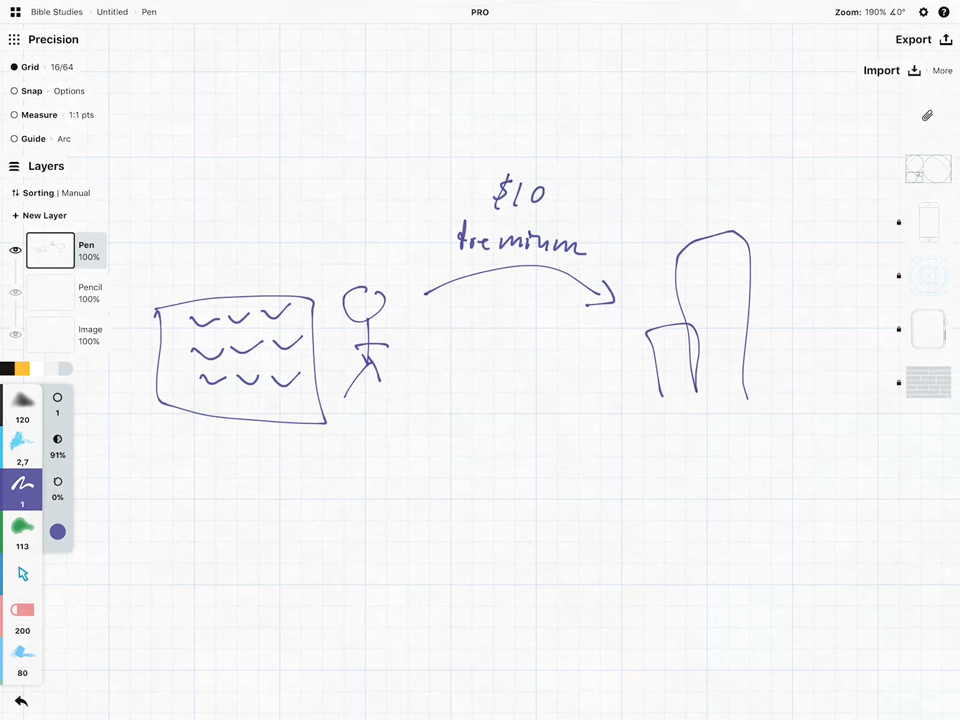 Bible Studies > Untitled > Pen
PRO
Zoom: 190% ∡0°
Precision
Export
Grid > 16/64
Import
More
Snap > Options
Measure > 1:1 pts
Guide > Arc
Layers
Sorting | Manual
+ New Layer
Pen
100%
Pencil
100%
Image
100%
$10
premium
120
1
2,7
91%
1
0%
113
200
80